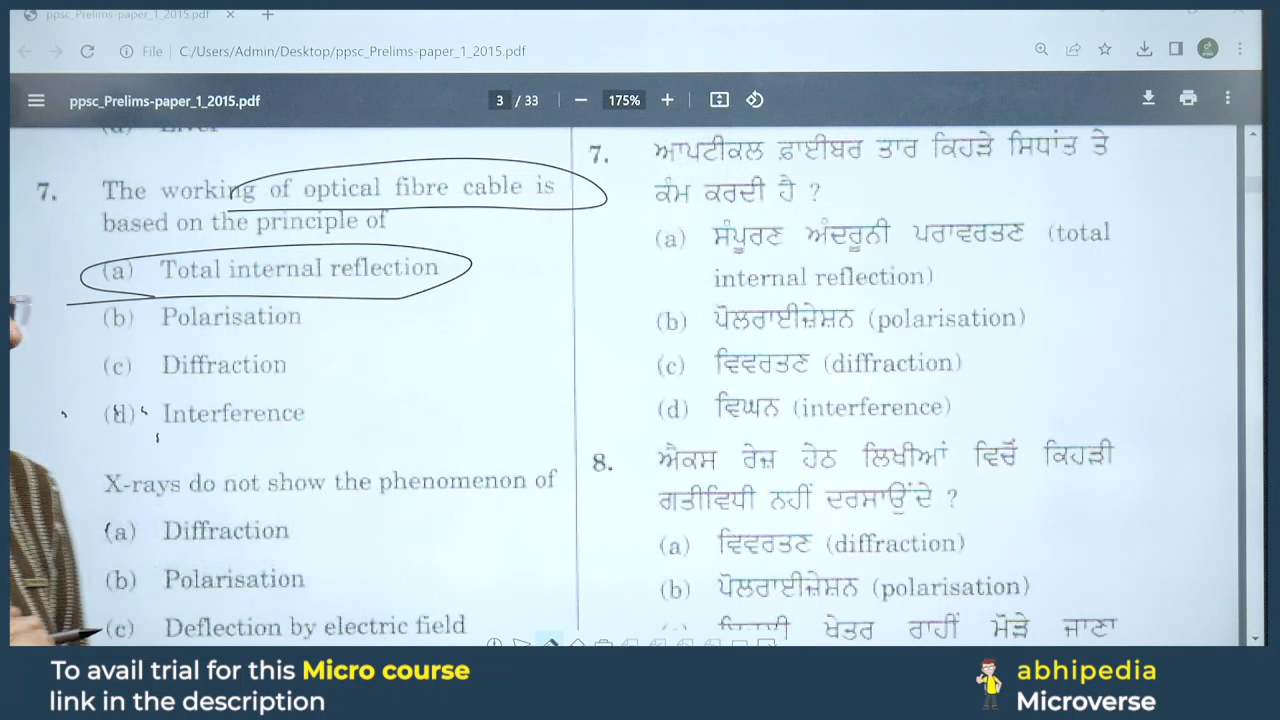 ppsc_Prelims-paper_1_2015.pdf
File C:/Users/Admin/Desktop/ppsc_Prelims-paper_1_2015.pdf
ppsc_Prelims-paper_1_2015.pdf 3 / 33 175%
7. The working of optical fibre cable is
based on the principle of
(a) Total internal reflection
(b) Polarisation
(c) Diffraction
(d) Interference
X-rays do not show the phenomenon of
(a) Diffraction
(b) Polarisation
(c) Deflection by electric field
7. ਆਪਟੀਕਲ ਫ਼ਾਈਬਰ ਤਾਰ ਕਿਹੜੇ ਸਿਧਾਂਤ ਤੇ
ਕੰਮ ਕਰਦੀ ਹੈ ?
(a) ਸੰਪੂਰਣ ਅੰਦਰੂਨੀ ਪਰਾਵਰਤਣ (total
internal reflection)
(b) ਪੋਲਰਾਈਜ਼ੇਸ਼ਨ (polarisation)
(c) ਵਿਵਰਤਣ (diffraction)
(d) ਵਿਘਨ (interference)
8. ਐਕਸ ਰੇਜ਼ ਹੇਠ ਲਿਖੀਆਂ ਵਿਚੋਂ ਕਿਹੜੀ
ਗਤੀਵਿਧੀ ਨਹੀਂ ਦਰਸਾਉਂਦੇ ?
(a) ਵਿਵਰਤਣ (diffraction)
(b) ਪੋਲਰਾਈਜ਼ੇਸ਼ਨ (polarisation)
ਖੇਤਰ ਰਾਹੀਂ ਮੋੜੇ ਜਾਣਾ
To avail trial for this Micro course
link in the description
abhipedia
Microverse